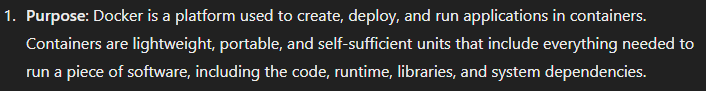 1. Purpose: Docker is a platform used to create, deploy, and run applications in containers.
Containers are lightweight, portable, and self-sufficient units that include everything needed to
run a piece of software, including the code, runtime, libraries, and system dependencies.